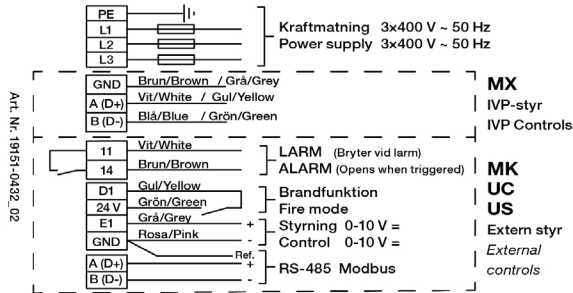 PE
L1
L2
L3
Kraftmatning 3×400 V ~ 50 Hz
Power supply 3×400 V ~ 50 Hz
GND Brun/Brown / Grå/Grey
A (D+) Vit/White / Gul/Yellow
B (D-) Blå/Blue / Grön/Green
MX
IVP-styr
IVP Controls
11 Vit/White
14 Brun/Brown
LARM (Bryter vid larm)
ALARM (Opens when triggered)
D1 Gul/Yellow
24 V Grön/Green
Brandfunktion
Fire mode
E1 Grå/Grey +
GND Rosa/Pink -
Styrning 0-10 V =
Control 0-10 V =
Ref.
A (D+) +
B (D-) -
RS-485 Modbus
MK
UC
US
Extern styr
External
controls
Art. Nr. 19151-0432_02